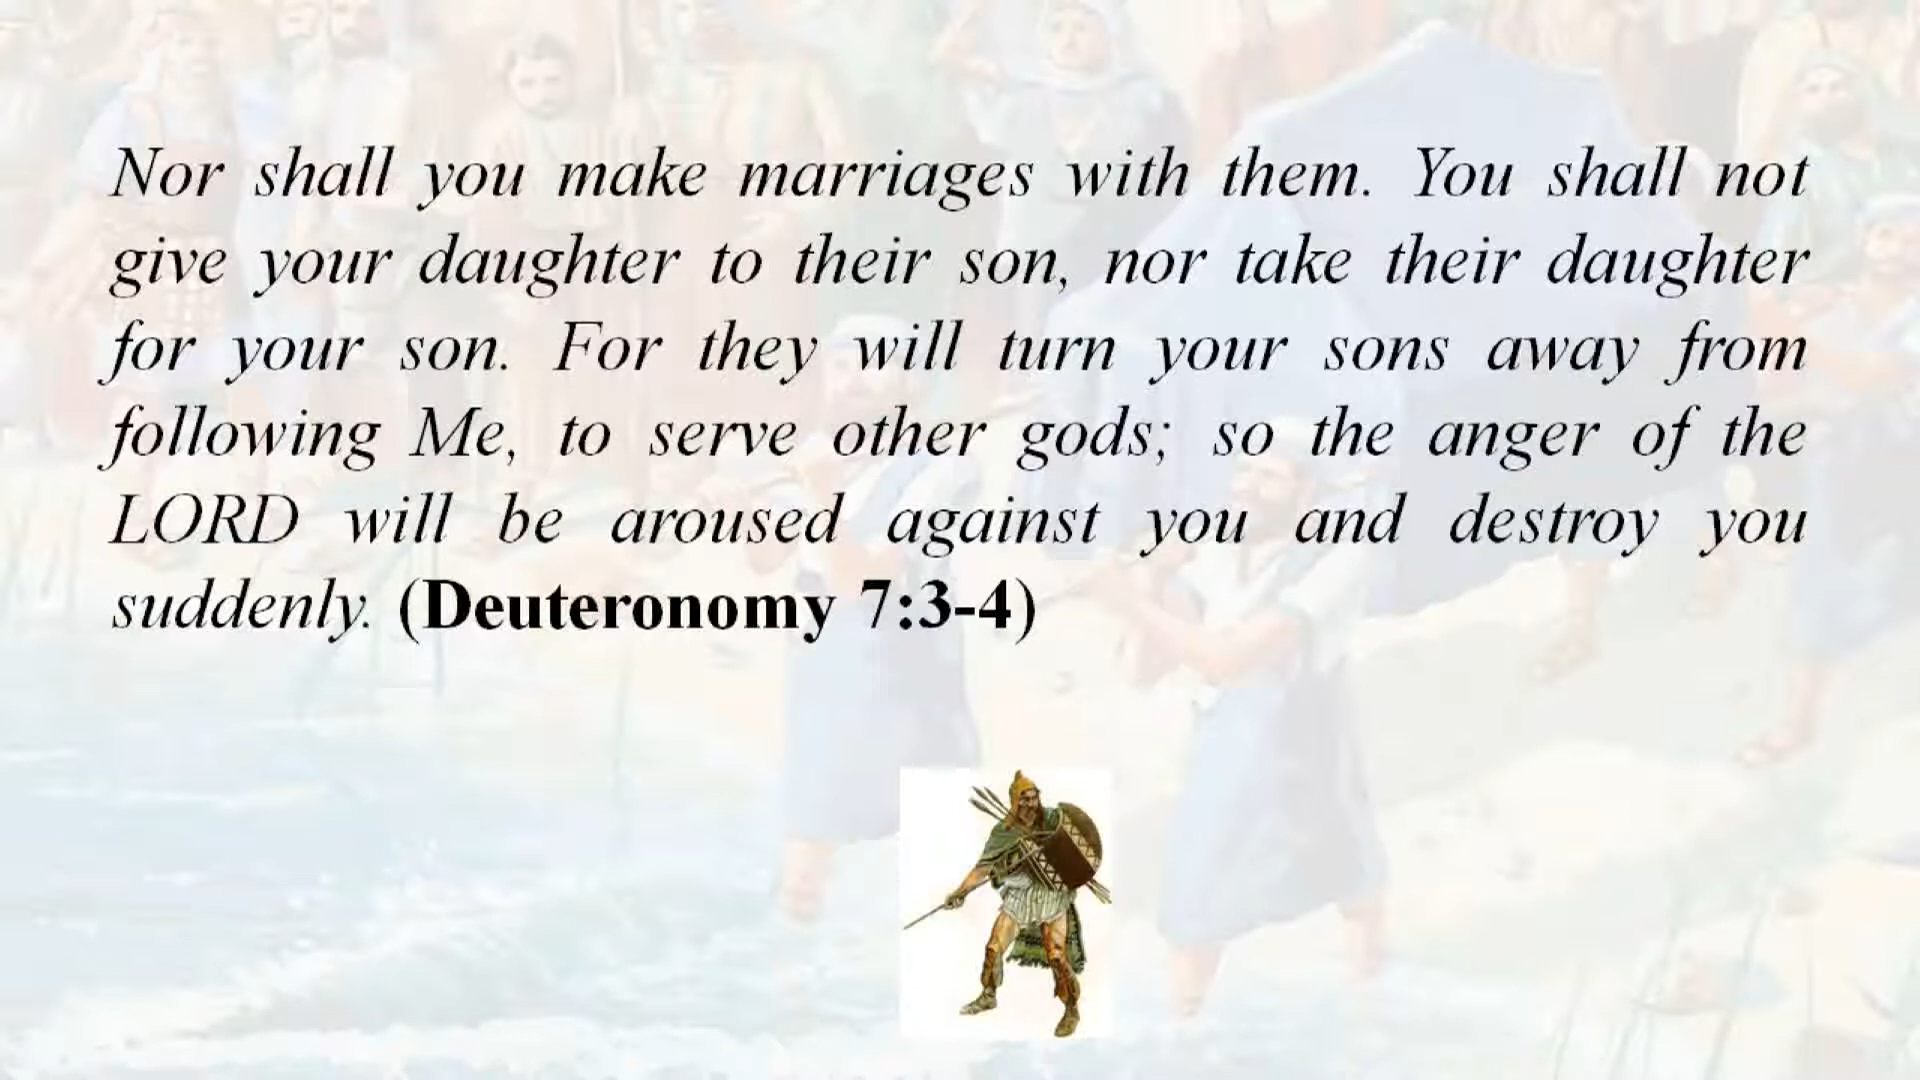 Nor shall you make marriages with them. You shall not
give your daughter to their son, nor take their daughter
for your son. For they will turn your sons away from
following Me, to serve other gods; so the anger of the
LORD will be aroused against you and destroy you
suddenly. (Deuteronomy 7:3-4)